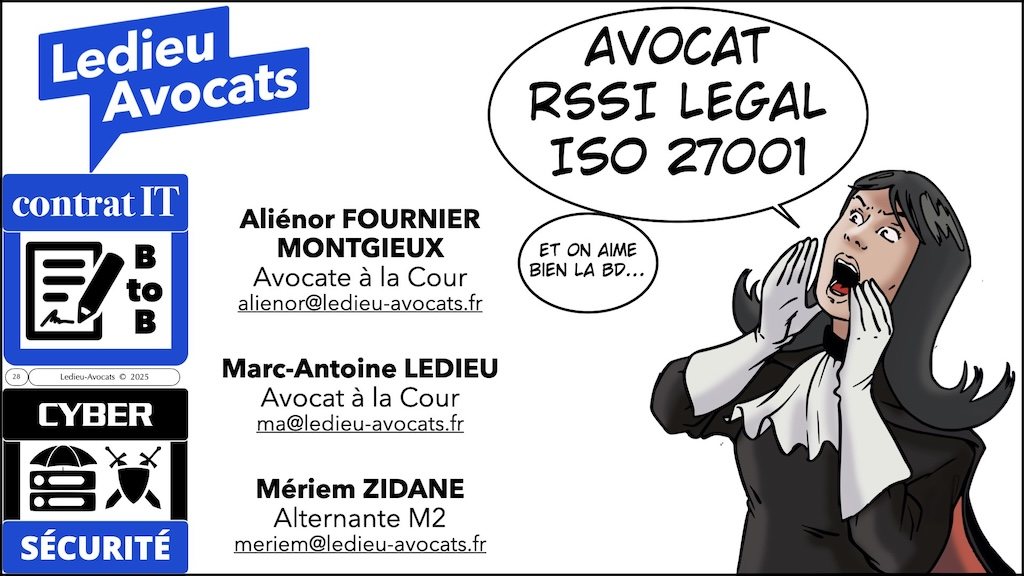 Ledieu
Avocats
contrat IT
B
to
B
28
Ledieu-Avocats © 2025
CYBER
SÉCURITÉ
Aliénor FOURNIER
MONTGIEUX
Avocate à la Cour
alienor@ledieu-avocats.fr
Marc-Antoine LEDIEU
Avocat à la Cour
ma@ledieu-avocats.fr
Mériem ZIDANE
Alternante M2
meriem@ledieu-avocats.fr
AVOCAT
RSSI LEGAL
ISO 27001
ET ON AIME
BIEN LA BD...